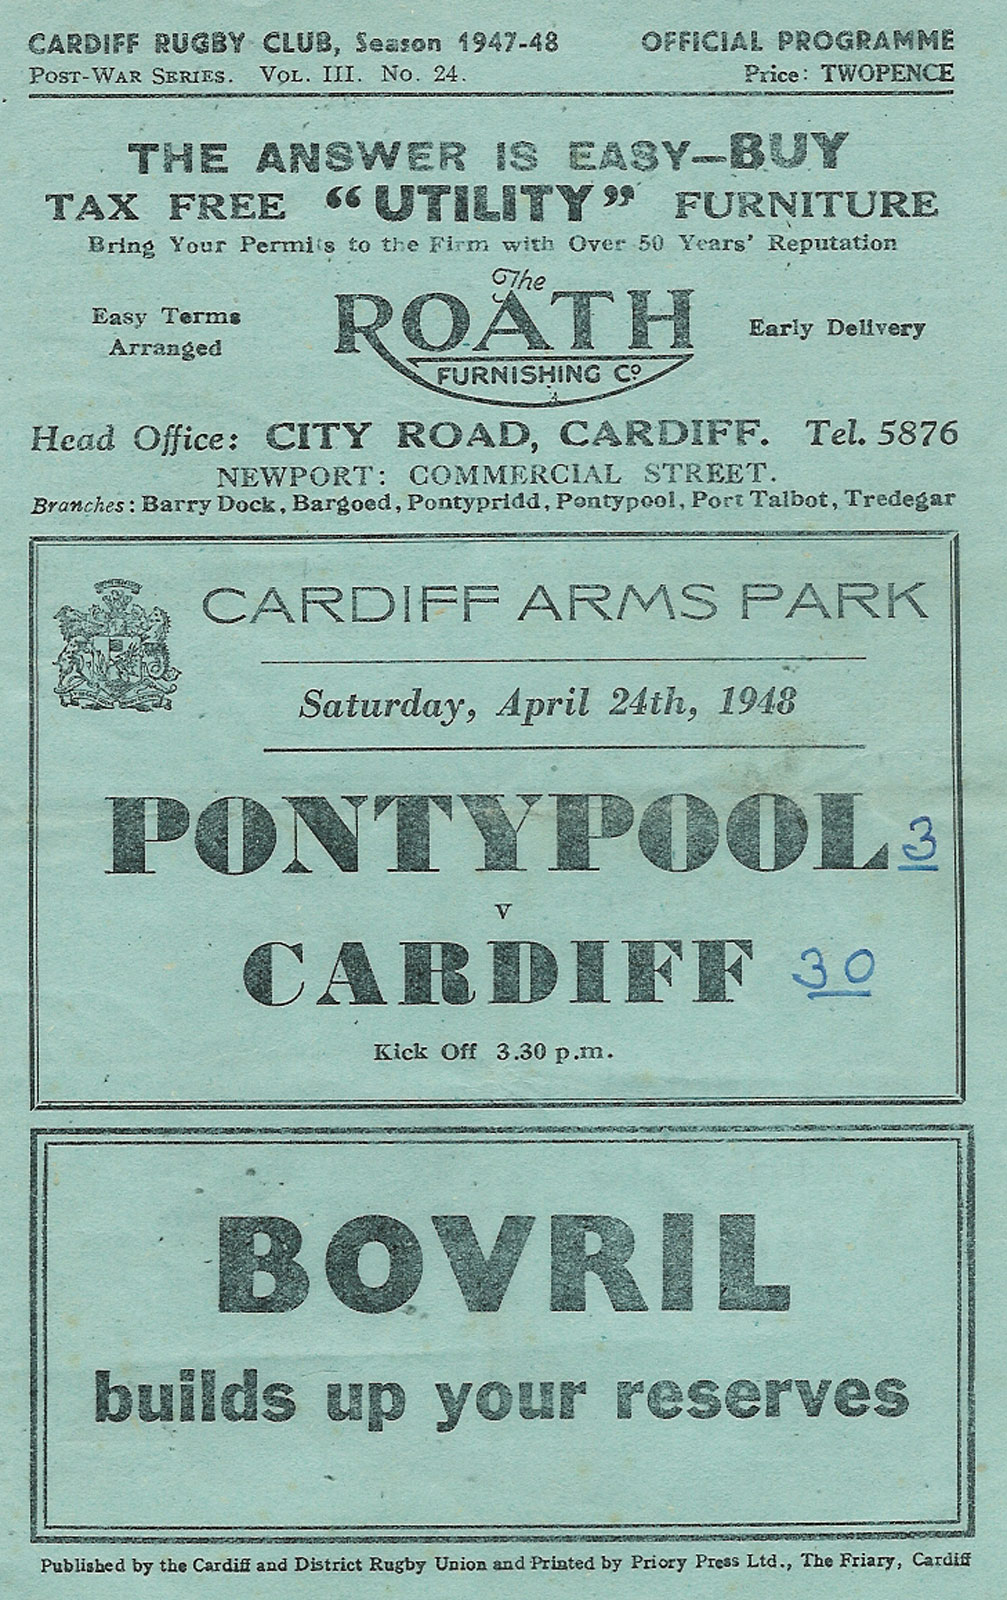 CARDIFF RUGBY CLUB, Season 1947-48 OFFICIAL PROGRAMME
POST-WAR SERIES. VOL. III. No. 24. Price: TWOPENCE
THE ANSWER IS EASY—BUY
TAX FREE “UTILITY” FURNITURE
Bring Your Permits to the Firm with Over 50 Years' Reputation
Easy Terms Arranged
The
ROATH
FURNISHING Co.
Early Delivery
Head Office: CITY ROAD, CARDIFF. Tel. 5876
NEWPORT: COMMERCIAL STREET.
Branches: Barry Dock, Bargoed, Pontypridd, Pontypool, Port Talbot, Tredegar
CARDIFF ARMS PARK
Saturday, April 24th, 1948
PONTYPOOL 3
v
CARDIFF 30
Kick Off 3.30 p.m.
BOVRIL
builds up your reserves
Published by the Cardiff and District Rugby Union and Printed by Priory Press Ltd., The Friary, Cardiff